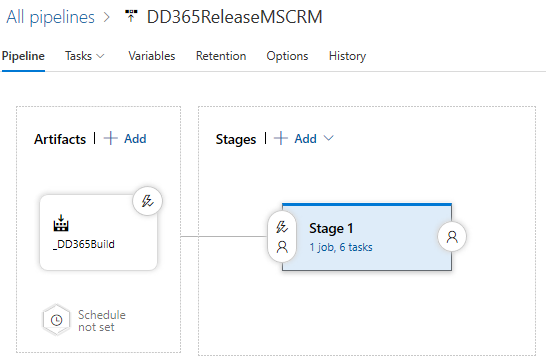 All pipelines > DD365ReleaseMSCRM
Pipeline Tasks Variables Retention Options History
Artifacts | + Add
Stages | + Add
_DD365Build
Stage 1
1 job, 6 tasks
Schedule
not set